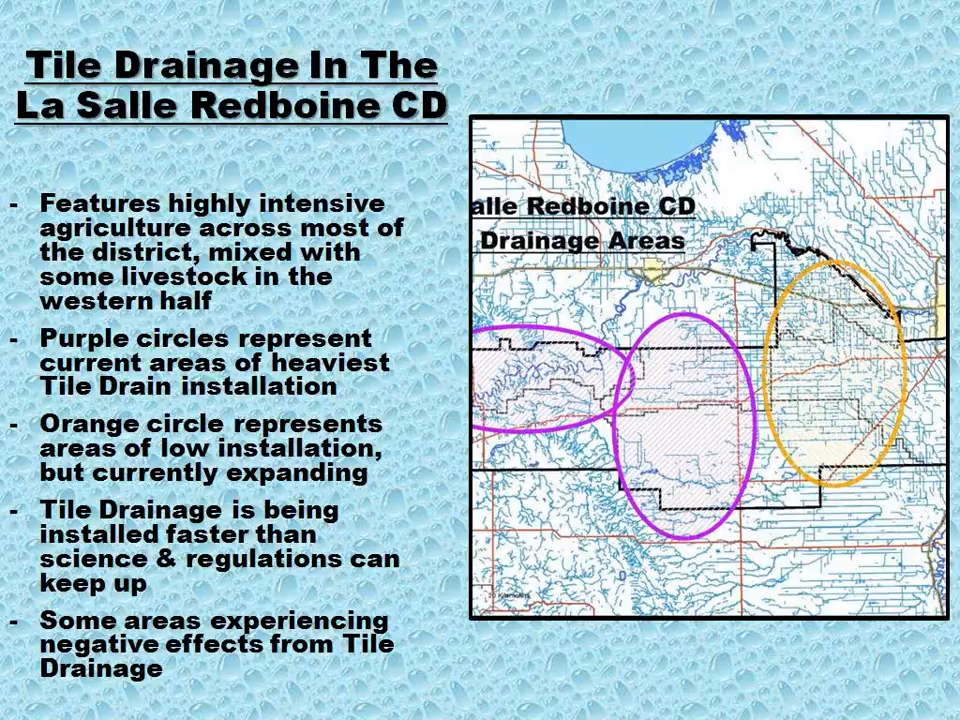 Tile Drainage In The
La Salle Redboine CD
- Features highly intensive
agriculture across most of
the district, mixed with
some livestock in the
western half
- Purple circles represent
current areas of heaviest
Tile Drain installation
- Orange circle represents
areas of low installation,
but currently expanding
- Tile Drainage is being
installed faster than
science & regulations can
keep up
- Some areas experiencing
negative effects from Tile
Drainage
alle Redboine CD
Drainage Areas